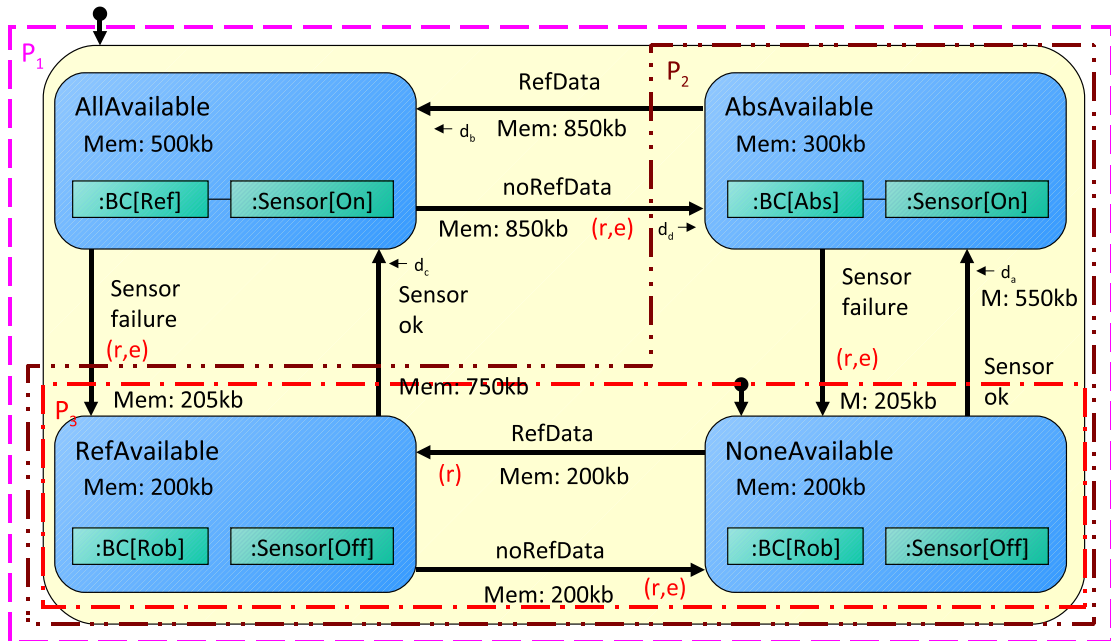 P1
P2
RefData
AllAvailable
AbsAvailable
Mem: 500kb
← db
Mem: 850kb
Mem: 300kb
noRefData
:BC[Ref]
:Sensor[On]
:BC[Abs]
:Sensor[On]
Mem: 850kb
(r,e)
dd →
← dc
← da
Sensor
failure
(r,e)
Sensor
ok
Sensor
failure
(r,e)
M: 550kb
Sensor
ok
Mem: 750kb
Mem: 205kb
M: 205kb
P3
RefData
RefAvailable
NoneAvailable
Mem: 200kb
(r)
Mem: 200kb
Mem: 200kb
:BC[Rob]
:Sensor[Off]
noRefData
:BC[Rob]
:Sensor[Off]
Mem: 200kb
(r,e)